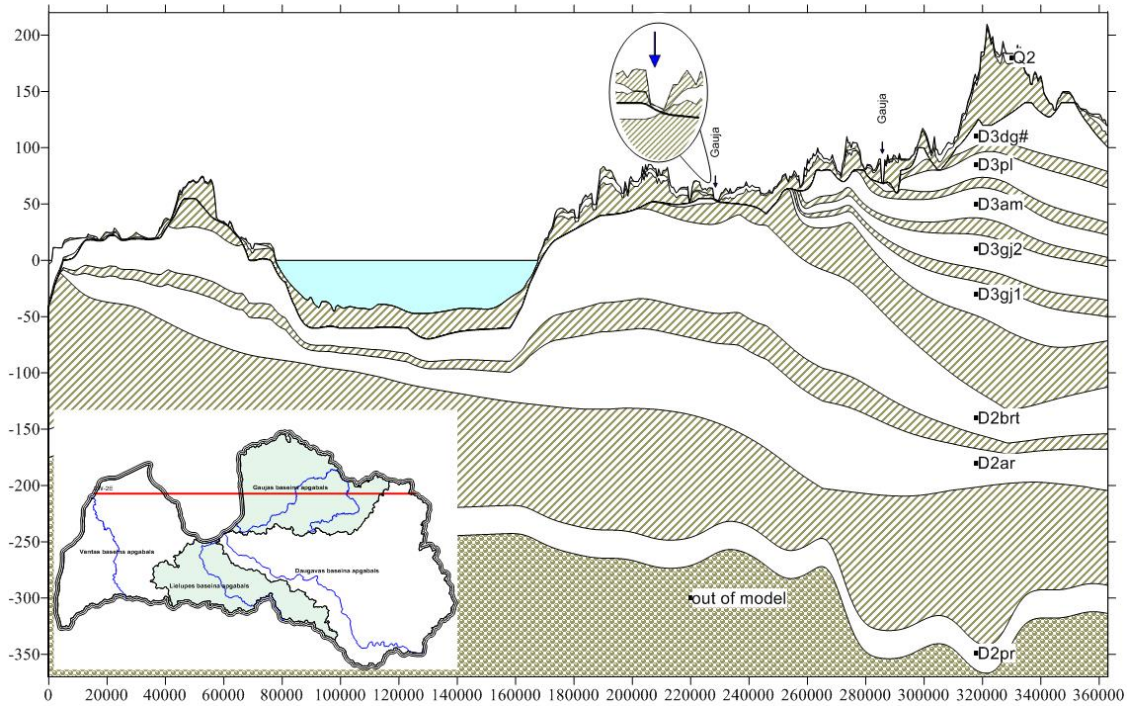 200
150
100
50
0
-50
-100
-150
-200
-250
-300
-350
Gauja
Gauja
Q2
D3dg#
D3pl
D3am
D3gj2
D3gj1
D2brt
D2ar
out of model
D2pr
Gaujas baseina apgabals
Ventas baseina apgabals
Daugavas baseina apgabals
Lielupes baseina apgabals
0 20000 40000 60000 80000 100000 120000 140000 160000 180000 200000 220000 240000 260000 280000 300000 320000 340000 360000